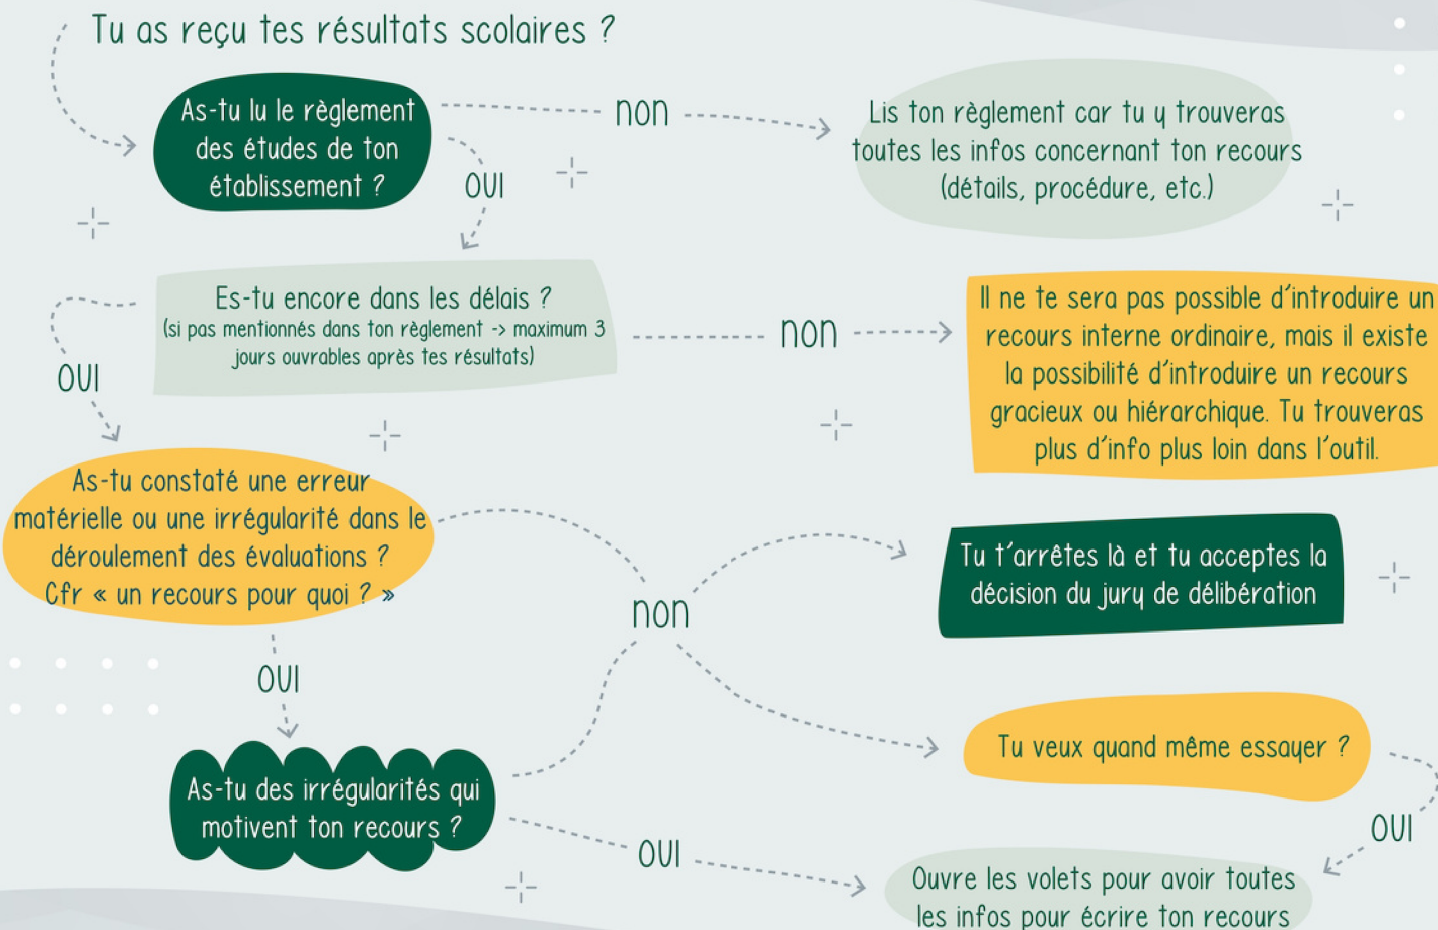 Tu as reçu tes résultats scolaires ?
As-tu lu le règlement
des études de ton
établissement ?
non
OUI
Lis ton règlement car tu y trouveras
toutes les infos concernant ton recours
(détails, procédure, etc.)
Es-tu encore dans les délais ?
(si pas mentionnés dans ton règlement -> maximum 3
jours ouvrables après tes résultats)
non
OUI
Il ne te sera pas possible d'introduire un
recours interne ordinaire, mais il existe
la possibilité d'introduire un recours
gracieux ou hiérarchique. Tu trouveras
plus d'info plus loin dans l'outil.
As-tu constaté une erreur
matérielle ou une irrégularité dans le
déroulement des évaluations ?
Cfr « un recours pour quoi ? »
non
OUI
Tu t'arrêtes là et tu acceptes la
décision du jury de délibération
Tu veux quand même essayer ?
OUI
As-tu des irrégularités qui
motivent ton recours ?
OUI
Ouvre les volets pour avoir toutes
les infos pour écrire ton recours